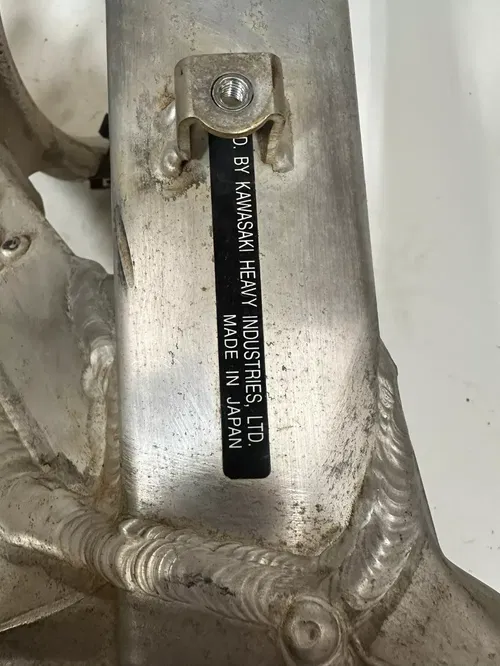 D. BY KAWASAKI HEAVY INDUSTRIES, LTD.
MADE IN JAPAN